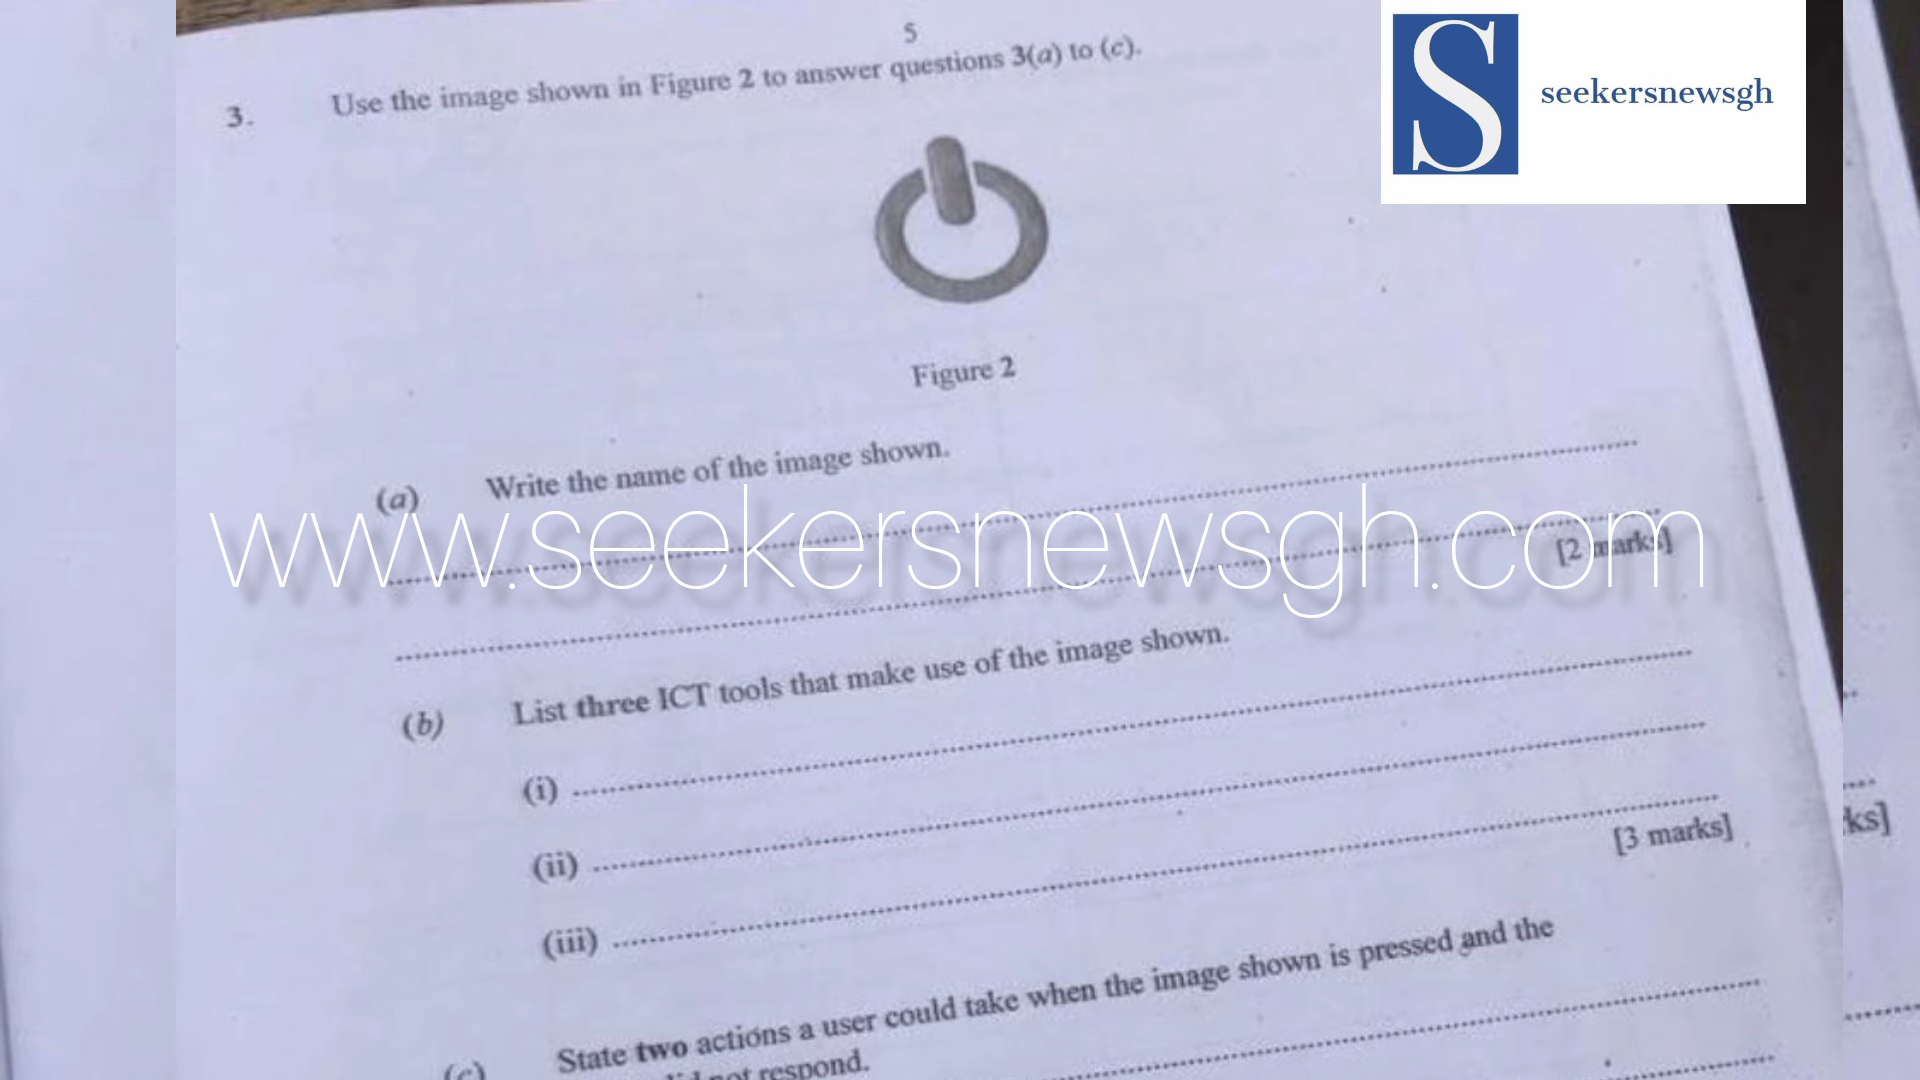 5
3. Use the image shown in Figure 2 to answer questions 3(a) to (c).
S seekersnewsgh
Figure 2
(a) Write the name of the image shown.
[2 marks]
www.seekersnewsgh.com
(b) List three ICT tools that make use of the image shown.
(i)
(ii)
(iii)
[3 marks]
ks]
(c) State two actions a user could take when the image shown is pressed and the
did not respond.